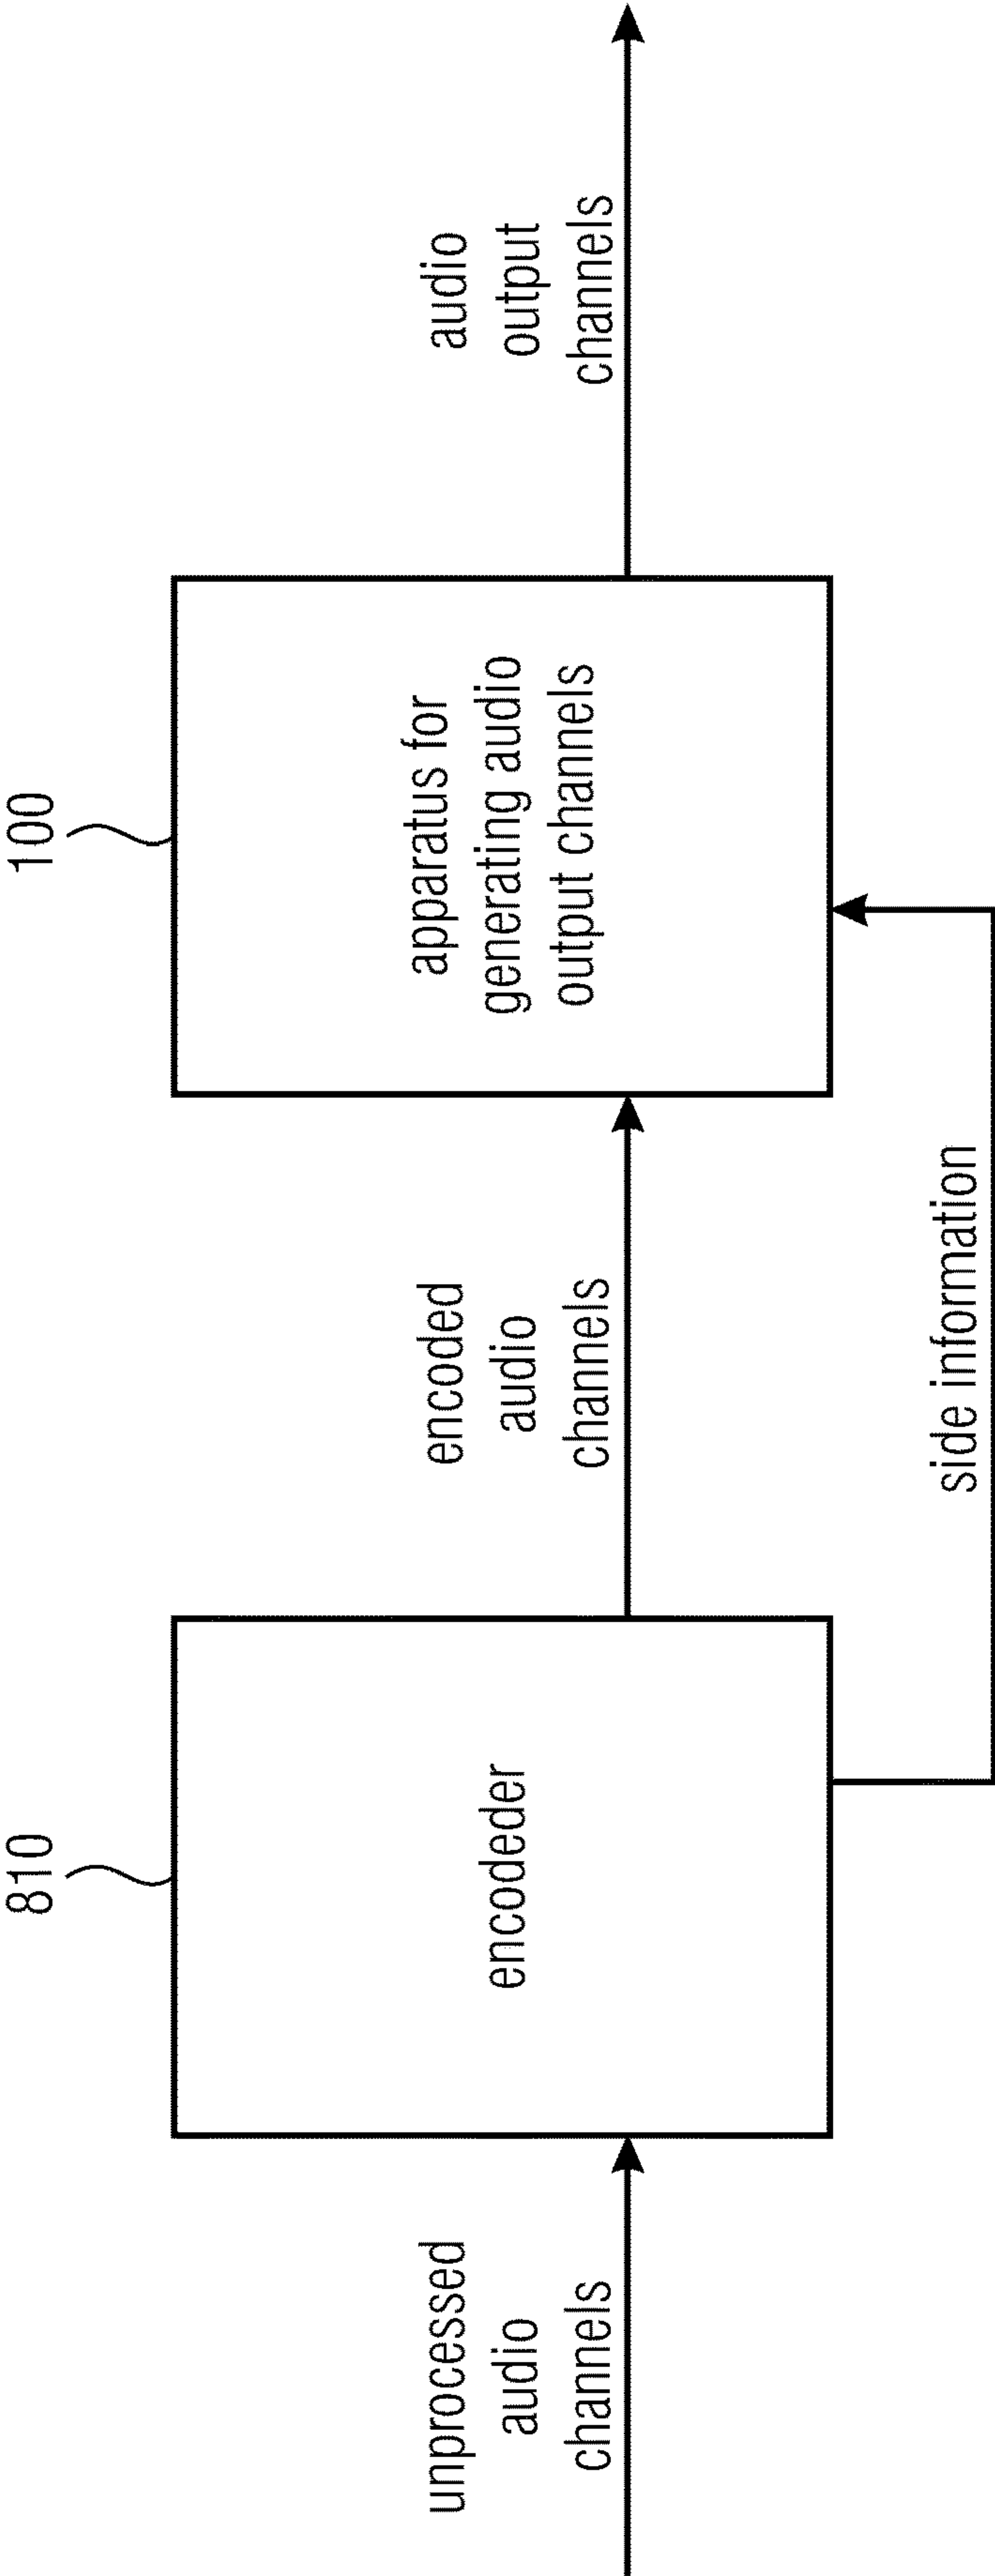 810
100
unprocessed
audio
channels
encodeder
encoded
audio
channels
apparatus for
generating audio
output channels
audio
output
channels
side information